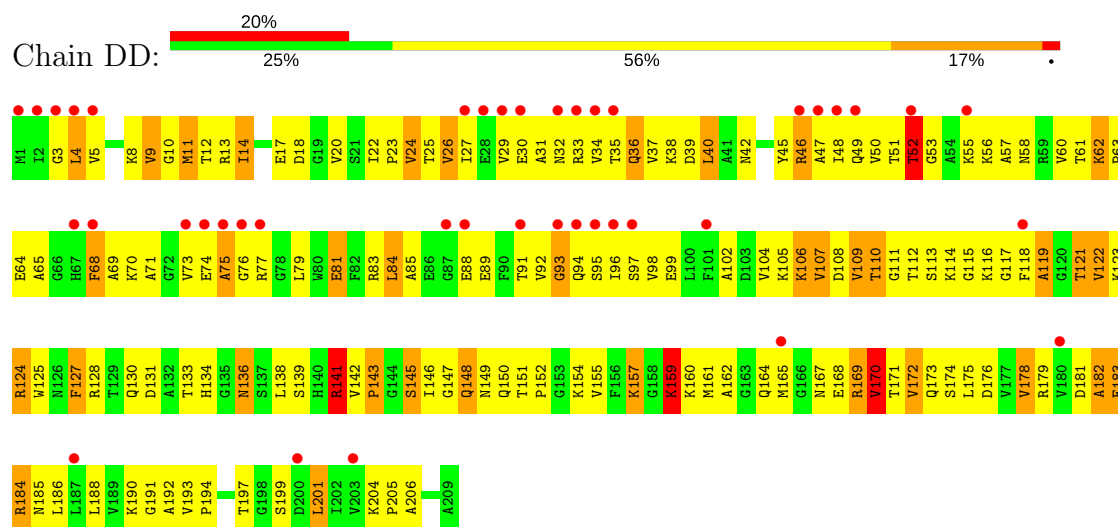 20%
Chain DD:
25% 56% 17% •
M1 I2 G3 L4 V5 K8 V9 G10 M11 T12 R13 I14 E17 D18 G19 V20 S21 I22 P23 V24 T25 V26 I27 E28 V29 E30 A31 N32 R33 V34 T35 Q36 V37 K38 D39 L40 A41 N42 Y45 R46 A47 I48 Q49 V50 T51 T52 G53 A54 K55 K56 A57 N58 R59 V60 T61 K62
E64 A65 G66 H67 F68 A69 K70 A71 G72 V73 E74 A75 G76 R77 G78 L79 W80 E81 F82 R83 L84 A85 E86 G87 E88 E89 F90 T91 V92 G93 Q94 S95 I96 S97 V98 E99 L100 F101 A102 D103 V104 K105 K106 V107 D108 V109 T110 G111 T112 S113 K114 G115 K116 G117 F118 A119 G120 T121 V122
R124 W125 N126 F127 R128 T129 Q130 D131 A132 T133 H134 G135 N136 S137 L138 S139 H140 R141 V142 P143 G144 S145 I146 G147 Q148 N149 Q150 T151 P152 G153 K154 V155 F156 K157 G158 K159 K160 M161 A162 G163 Q164 M165 G166 N167 E168 R169 V170 T171 V172 Q173 S174 L175 D176 V177 V178 R179 V180 D181 A182
R184 N185 L186 L187 L188 V189 K190 G191 A192 V193 P194 T197 G198 S199 D200 L201 I202 V203 K204 P205 A206 A209